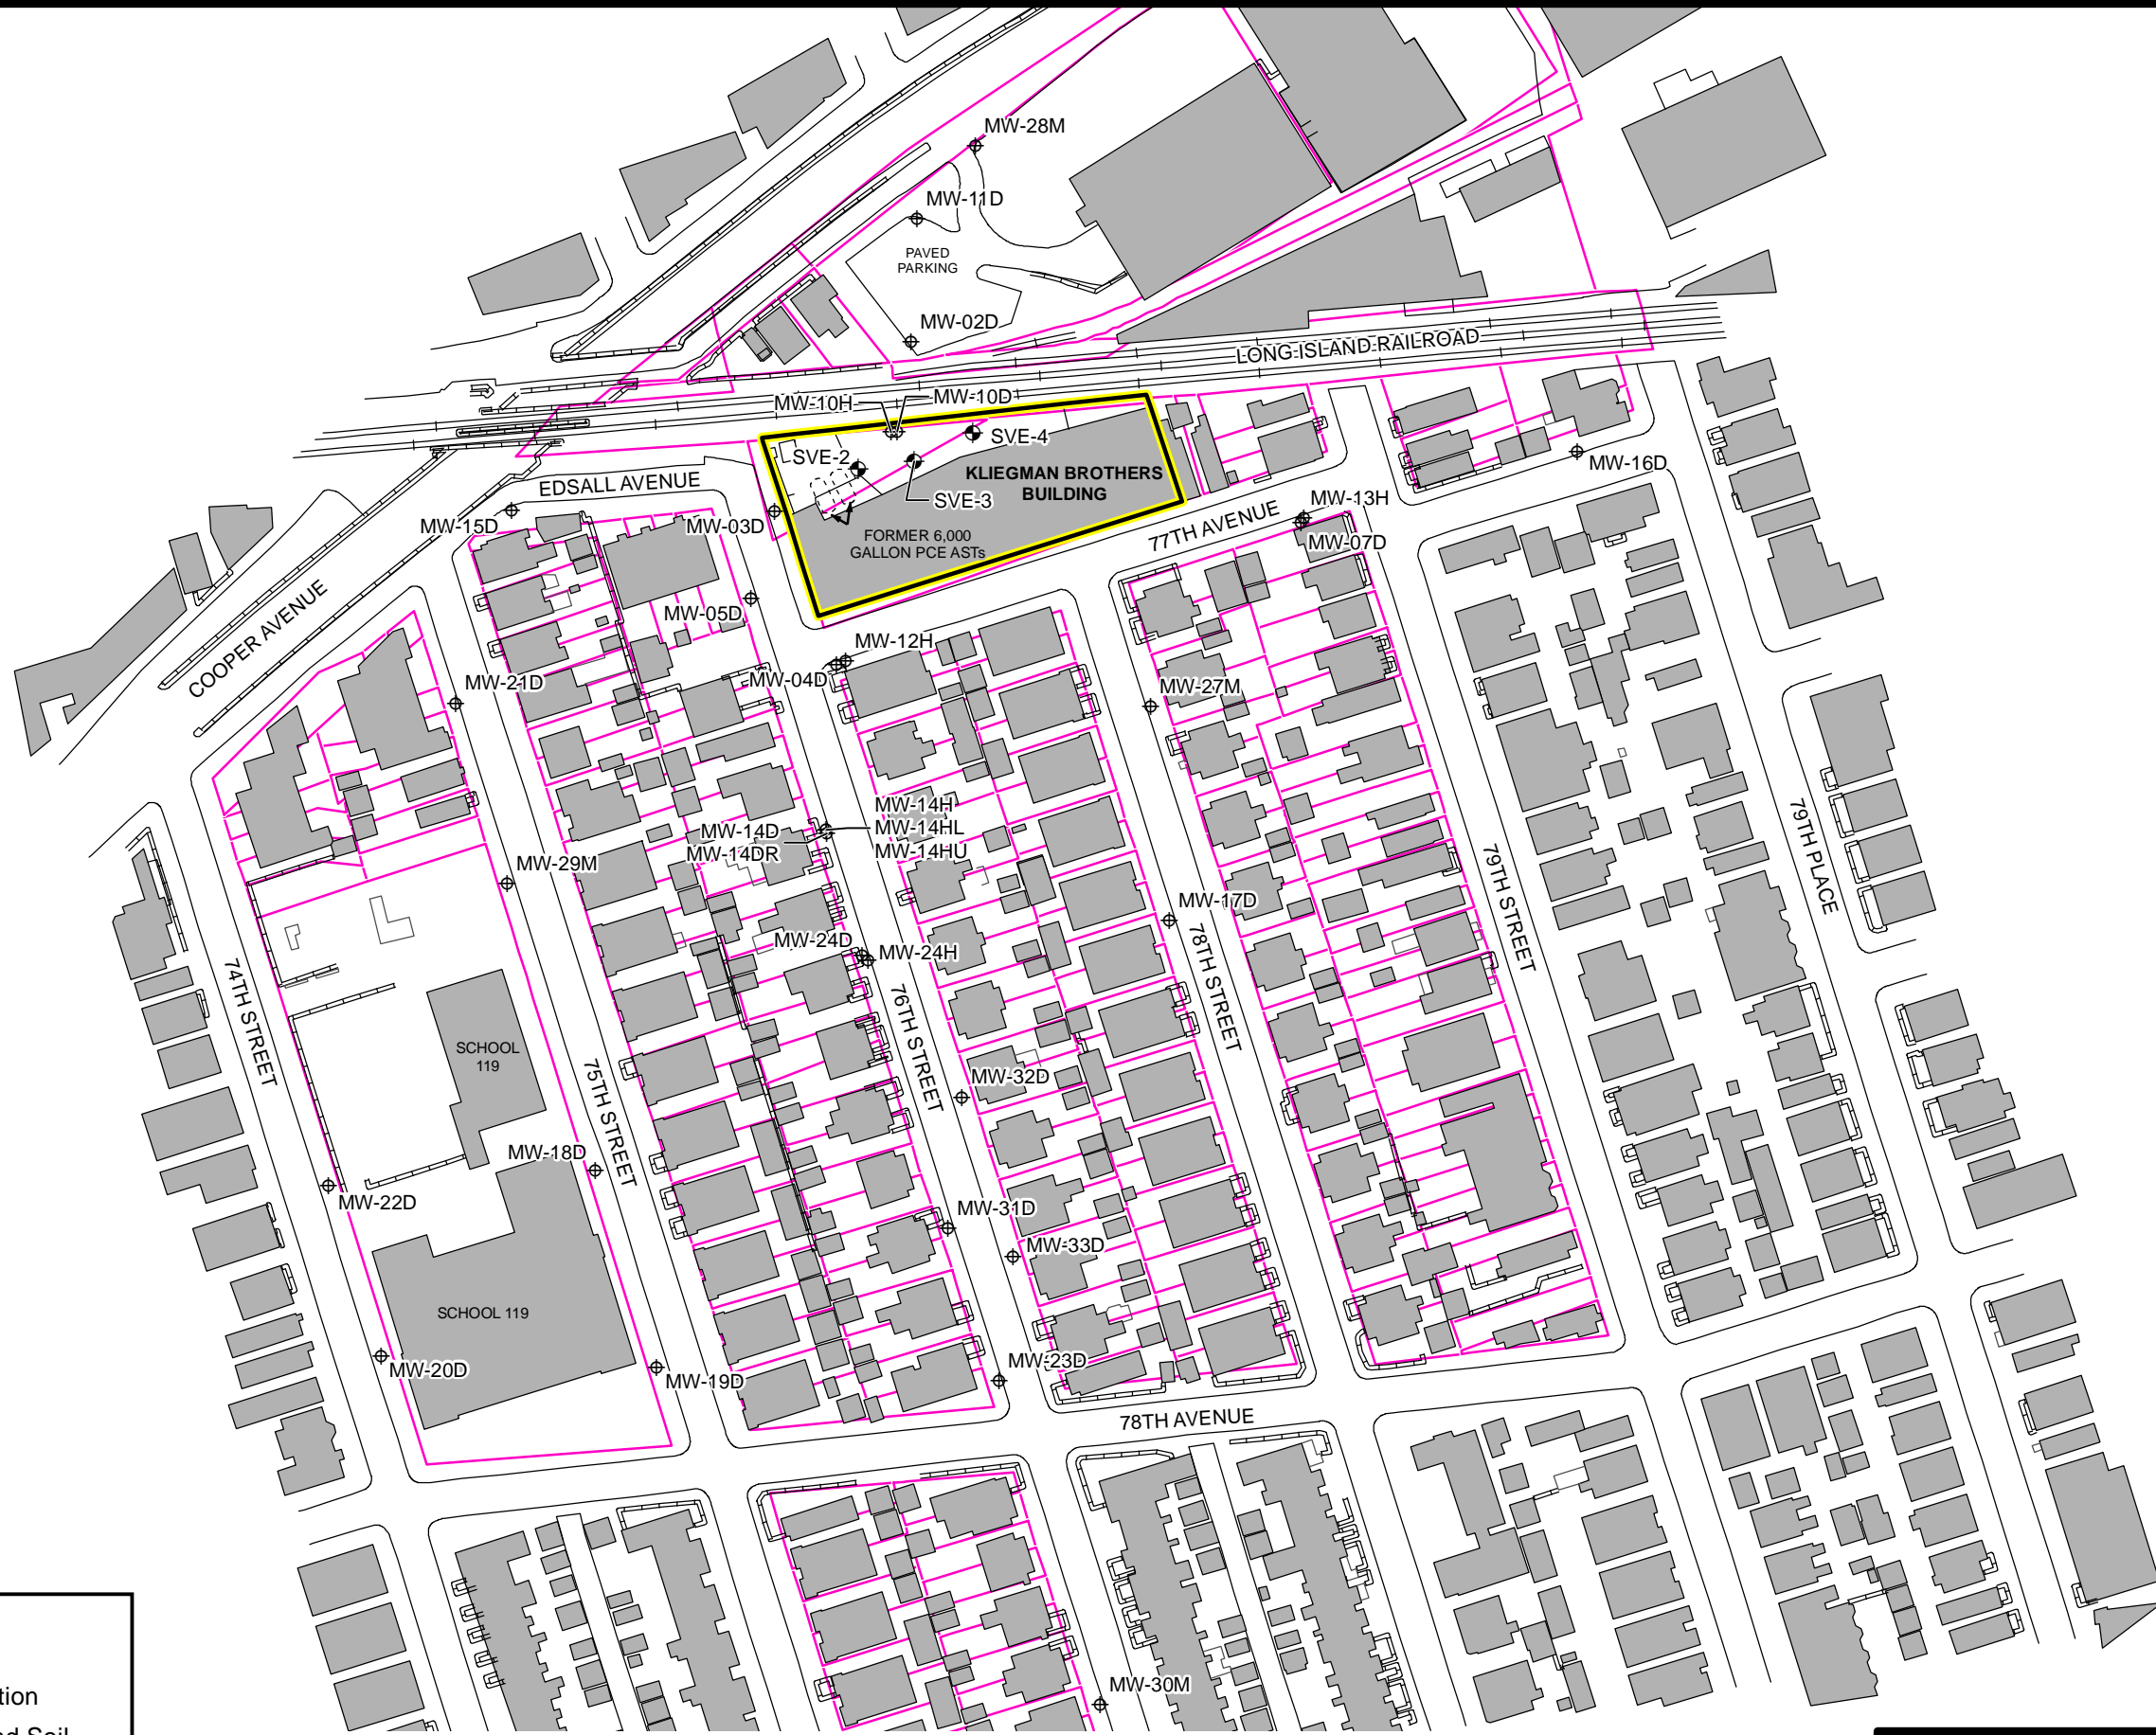 MW-28M
MW-11D
PAVED
PARKING
MW-02D
LONG ISLAND RAILROAD
MW-10H
MW-10D
SVE-4
SVE-2
KLIEGMAN BROTHERS
BUILDING
SVE-3
MW-16D
EDSALL AVENUE
MW-13H
MW-15D
MW-03D
77TH AVENUE
FORMER 6,000
GALLON PCE ASTs
MW-07D
COOPER AVENUE
MW-05D
MW-12H
MW-04D
MW-21D
MW-27M
MW-14H
MW-14D
MW-14HL
MW-14DR
MW-14HU
79TH PLACE
MW-29M
79TH STREET
MW-17D
MW-24D
MW-24H
78TH STREET
74TH STREET
76TH STREET
SCHOOL
119
75TH STREET
MW-32D
MW-18D
MW-22D
MW-31D
MW-33D
SCHOOL 119
MW-20D
MW-19D
MW-23D
78TH AVENUE
MW-30M
tion
Soil